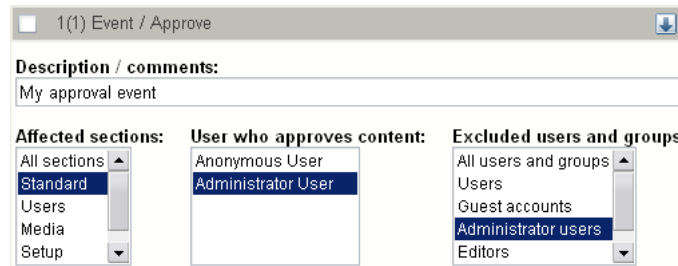 1(1) Event / Approve
Description / comments:
My approval event
Affected sections:
User who approves content:
Excluded users and groups
All sections
Standard
Users
Media
Setup
Anonymous User
Administrator User
All users and groups
Users
Guest accounts
Administrator users
Editors